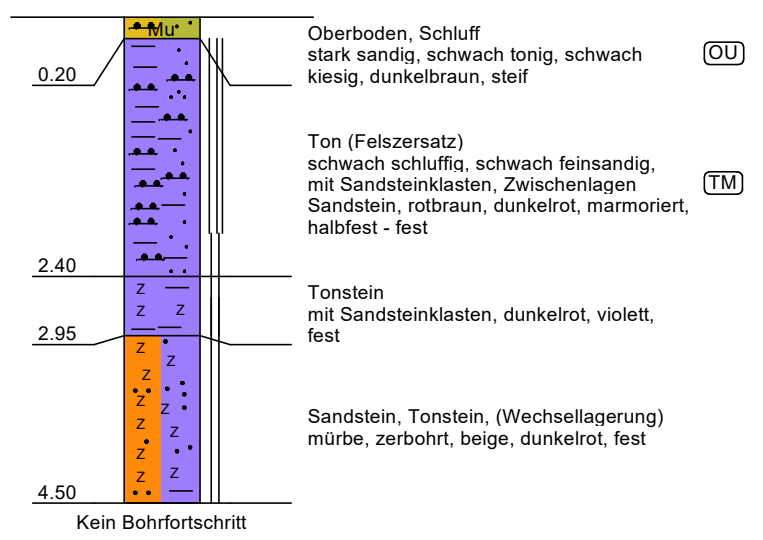 Mu
Oberboden, Schluff
stark sandig, schwach tonig, schwach
kiesig, dunkelbraun, steif
OU
0.20
Ton (Felszersatz)
schwach schluffig, schwach feinsandig,
mit Sandsteinklasten, Zwischenlagen
Sandstein, rotbraun, dunkelrot, marmoriert,
halbfest - fest
TM
2.40
Z
Z Z
Tonstein
mit Sandsteinklasten, dunkelrot, violett,
fest
2.95
Z
Z
Z
Z
Z
Z
Z
Z
Z
Z
Sandstein, Tonstein, (Wechsellagerung)
mürbe, zerbohrt, beige, dunkelrot, fest
4.50
Kein Bohrfortschritt